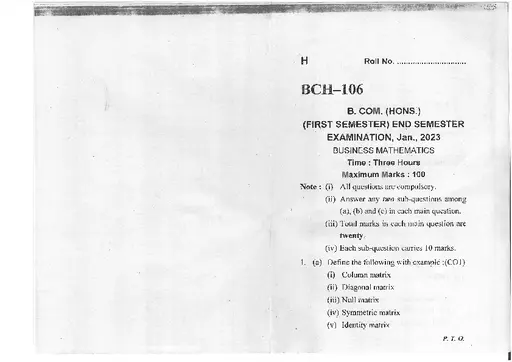 H Roll No. ..............................
BCH–106
B. COM. (HONS.)
(FIRST SEMESTER) END SEMESTER
EXAMINATION, Jan., 2023
BUSINESS MATHEMATICS
Time : Three Hours
Maximum Marks : 100
Note : (i) All questions are compulsory.
(ii) Answer any two sub-questions among
(a), (b) and (c) in each main question.
(iii) Total marks in each main question are
twenty.
(iv) Each sub-question carries 10 marks.
1. (a) Define the following with example :(CO1)
(i) Column matrix
(ii) Diagonal matrix
(iii) Null matrix
(iv) Symmetric matrix
(v) Identity matrix
P. T. O.